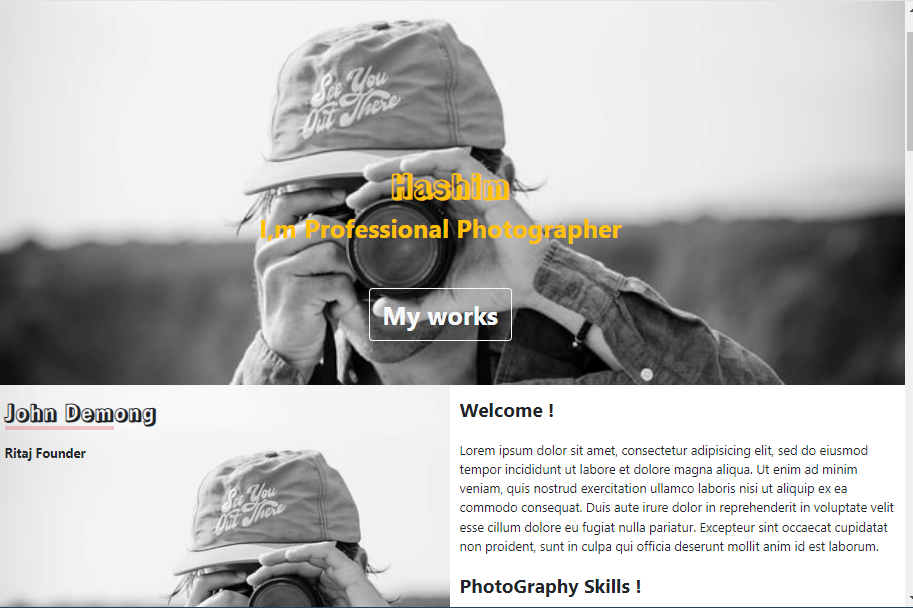 See You
Out There
Hashim
I,m Professional Photographer
My works
John Demong
Ritaj Founder
See You
Out There
Welcome !
Lorem ipsum dolor sit amet, consectetur adipisicing elit, sed do eiusmod
tempor incididunt ut labore et dolore magna aliqua. Ut enim ad minim
veniam, quis nostrud exercitation ullamco laboris nisi ut aliquip ex ea
commodo consequat. Duis aute irure dolor in reprehenderit in voluptate velit
esse cillum dolore eu fugiat nulla pariatur. Excepteur sint occaecat cupidatat
non proident, sunt in culpa qui officia deserunt mollit anim id est laborum.
PhotoGraphy Skills !